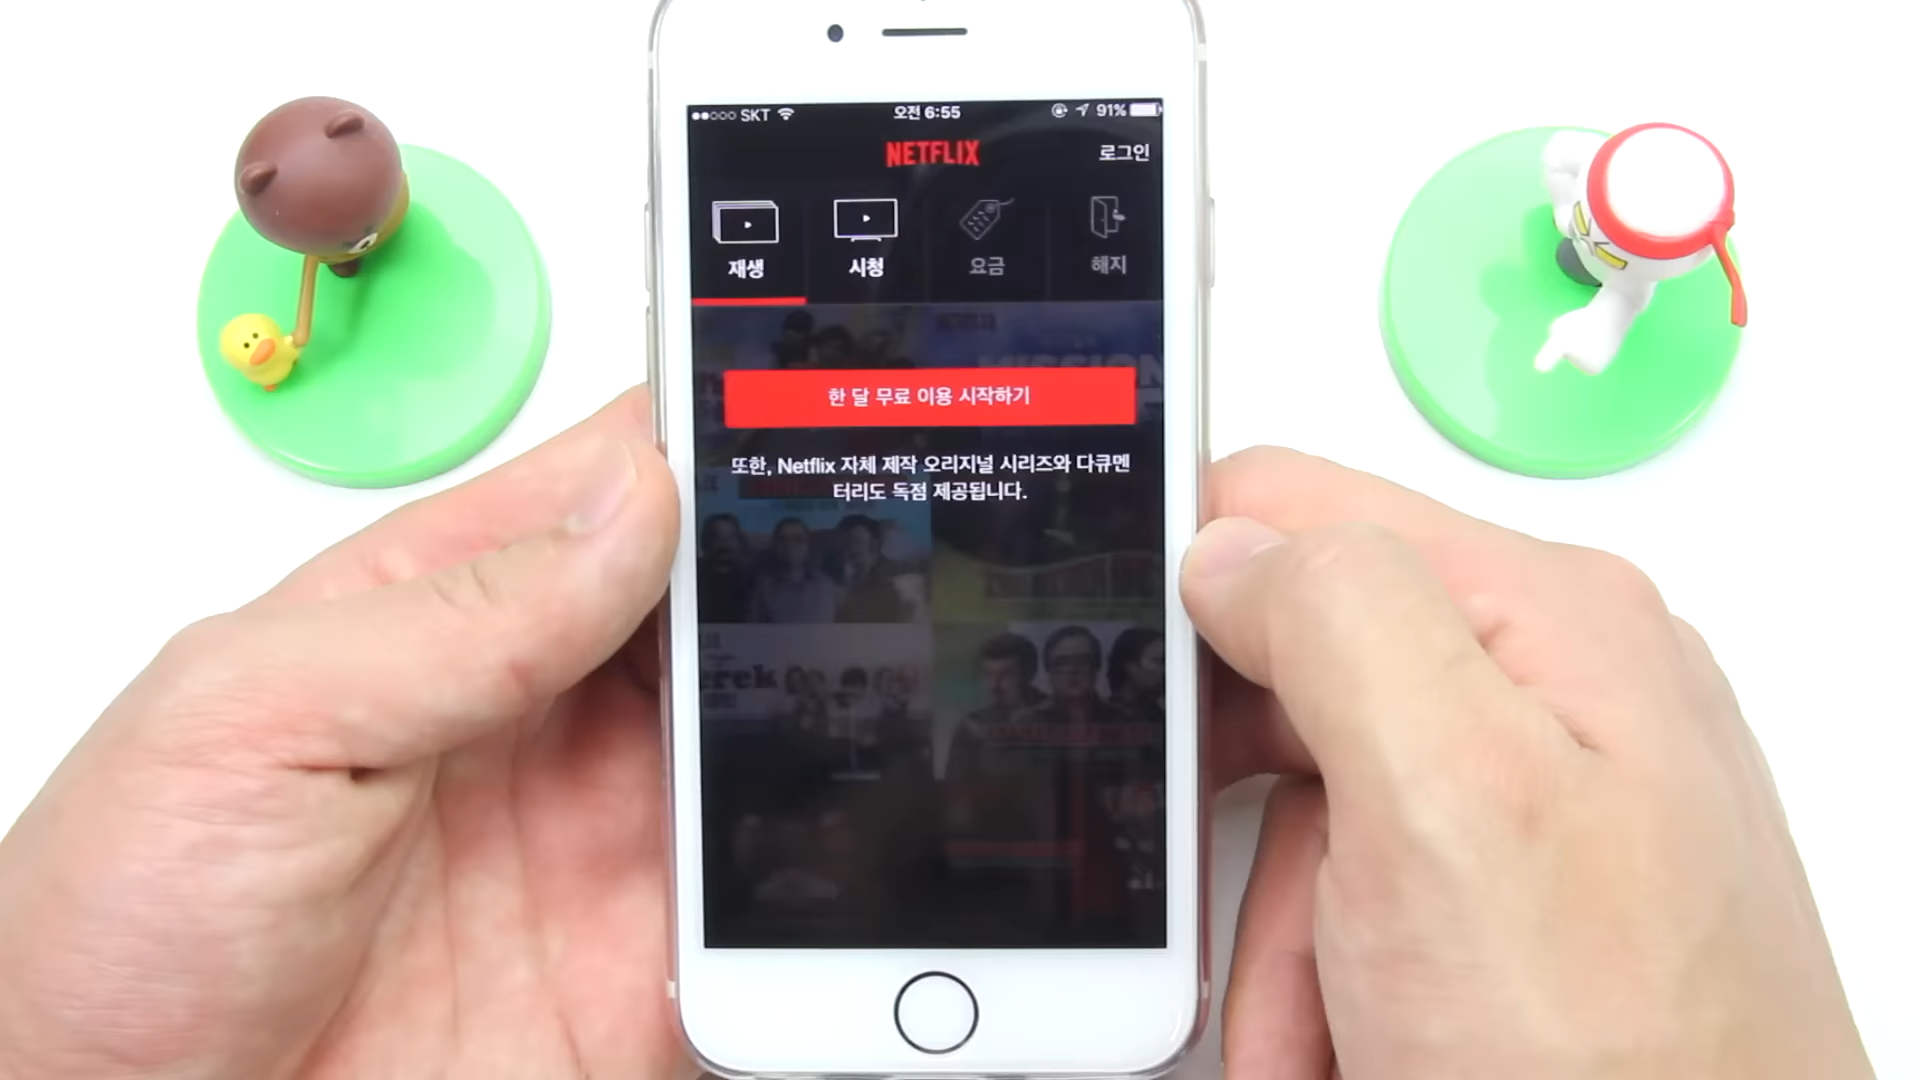 SKT 오전 6:55 91%
NETFLIX 로그인
재생 시청 요금 해지
한 달 무료 이용 시작하기
또한, Netflix 자체 제작 오리지널 시리즈와 다큐멘
터리도 독점 제공됩니다.